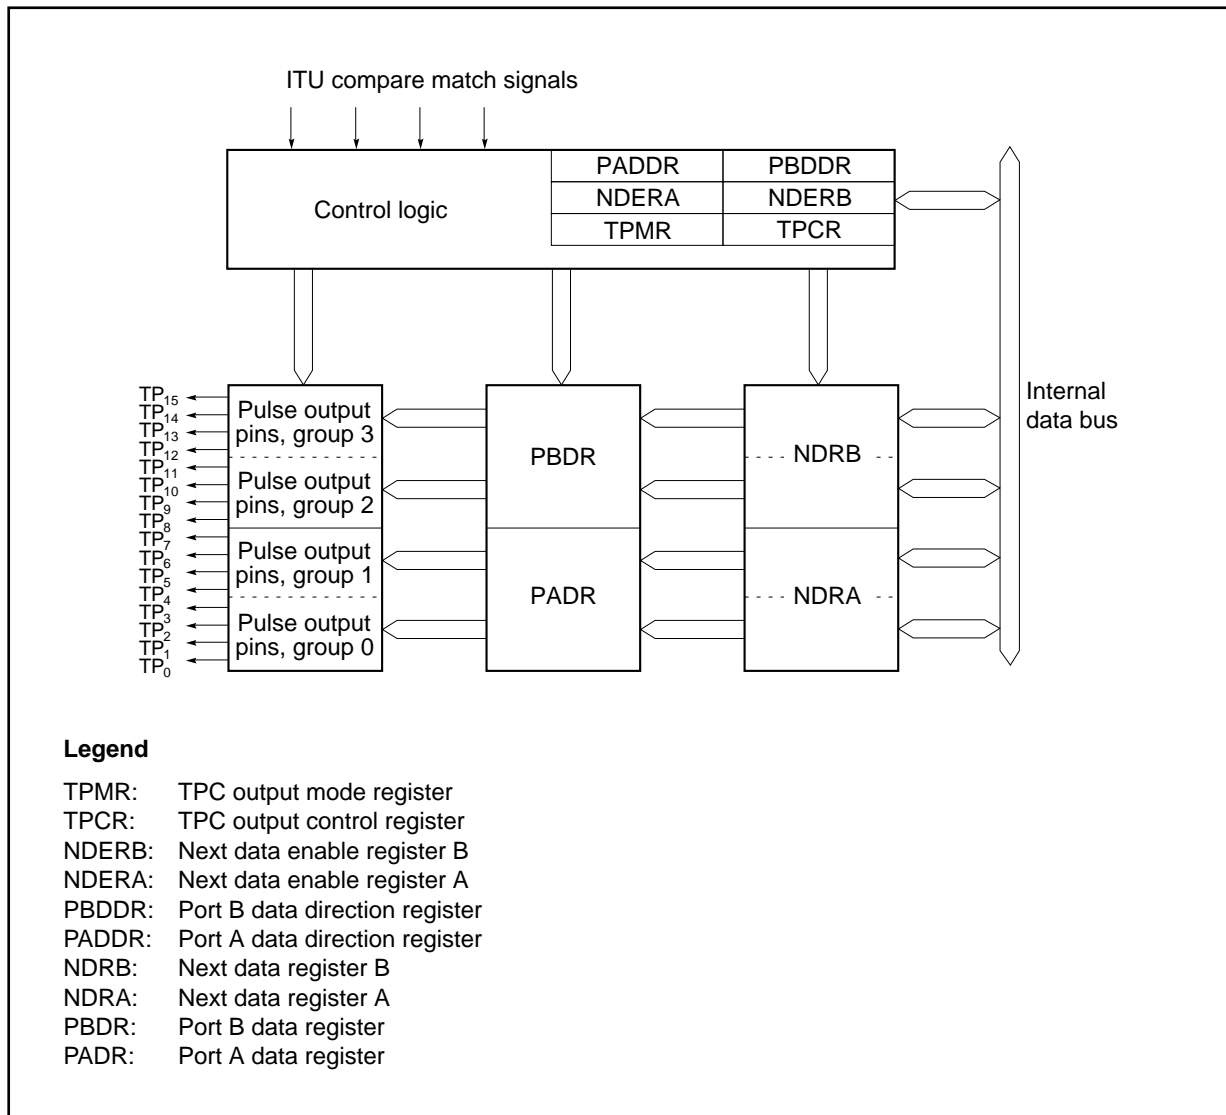 ITU compare match signals
Control logic
PADDR PBDDR
NDERA NDERB
TPMR TPCR
Internal
data bus
TP15
TP14
TP13
TP12
TP11
TP10
TP9
TP8
TP7
TP6
TP5
TP4
TP3
TP2
TP1
TP0
Pulse output
pins, group 3
Pulse output
pins, group 2
Pulse output
pins, group 1
Pulse output
pins, group 0
PBDR
PADR
NDRB
NDRA
Legend
TPMR: TPC output mode register
TPCR: TPC output control register
NDERB: Next data enable register B
NDERA: Next data enable register A
PBDDR: Port B data direction register
PADDR: Port A data direction register
NDRB: Next data register B
NDRA: Next data register A
PBDR: Port B data register
PADR: Port A data register